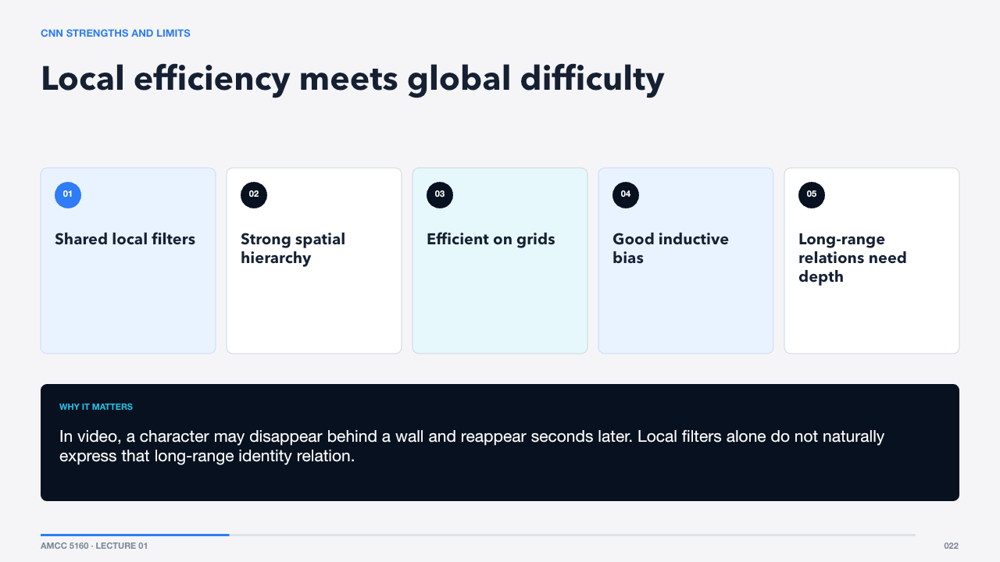 CNN STRENGTHS AND LIMITS
Local efficiency meets global difficulty
01
Shared local filters
02
Strong spatial
hierarchy
03
Efficient on grids
04
Good inductive
bias
05
Long-range
relations need
depth
WHY IT MATTERS
In video, a character may disappear behind a wall and reappear seconds later. Local filters alone do not naturally
express that long-range identity relation.
AMCC 5160 · LECTURE 01
022